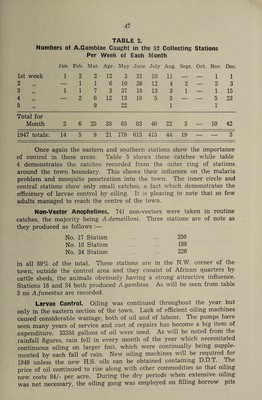 47
TABLE 2.
Numbers of A.Gambiae Caught in the 52 Collecting Stations
Per Week of Each Month
Jan. Feb. Mar. Apr. May June July Aug. Sept. Oct. Nov. Dec.
1st week 1 2 2 12 3 21 10 11 — — 1 1
2 „ — 1 1 6 10 26 12 4 2 — 2 3
3 „ 1 1 7 3 37 18 13 3 1 — 1 15
4 „ — 2 6 12 13 18 5 3 — — 5 23
5 „ 9 22 1 1
Total for
Month 2 6 25 33 85 83 40 22 3 — 10 42
1947 totals: 14 5 9 21 179 613 415 44 19 — — 3
Once again the eastern and southern stations show the importance
of control in these areas. Table 5 shows these catches while table
4 demonstrates the catches recorded from the outer ring of stations
around the town boundary. This shows their influence on the malaria
problem and mosquito penetration into the town. The inner circle and
central stations show only small catches, a fact which demonstrates the
efficiency of larvae control by oiling. It is pleasing to note that so few
adults managed to reach the centre of the town.
Non-Vector Anophelines. 741 non-vectors were taken in routine
catches, the majority being A.demeilloni. Three stations are of note as
they produced as follows :—
No. 17 Station ... ... 256
No. 18 Station ... ... 188
No. 34 Station ... ... 226
in all 89% of the total. These stations are in the N.W. corner of the
town, outside the control area and they consist of African quarters by
cattle sheds, the animals obviously having a strong attractive influence.
Stations 18 and 34 both produced A.gambiae. As will be seen from table
3 no A.funestus are recorded.
Larvae Control. Oiling was continued throughout the year but
only in the eastern section of the town. Lack of efficient oiling machines
caused considerable wastage, both of oil and of labour. The pumps have
seen many years of service and cost of repairs has become a big item of
expenditure. 33358 gallons of oil were used. As will be noted from the
rainfall figures, rain fell in every month of the year which necessitated
continuous oiling on larger foci, which were continually being supple-
mented by each fall of rain. New oiling machines will be required for
1949 unless the new H.S. oils can be obtained containing D.D.T. The
price of oil continued to rise along with other commodities so that oiling
now costs 84/- per acre. During the dry periods when extensive oiling
was not necessary, the oiling gang was employed on filling borrow pits